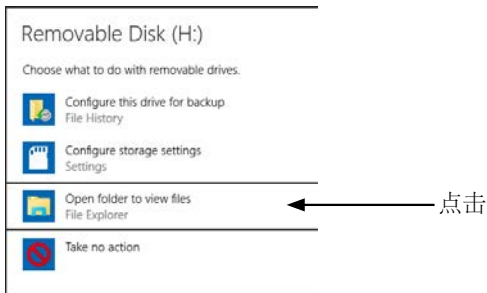 Removable Disk (H:)
Choose what to do with removable drives.
Configure this drive for backup
File History
Configure storage settings
Settings
Open folder to view files
File Explorer
点击
Take no action